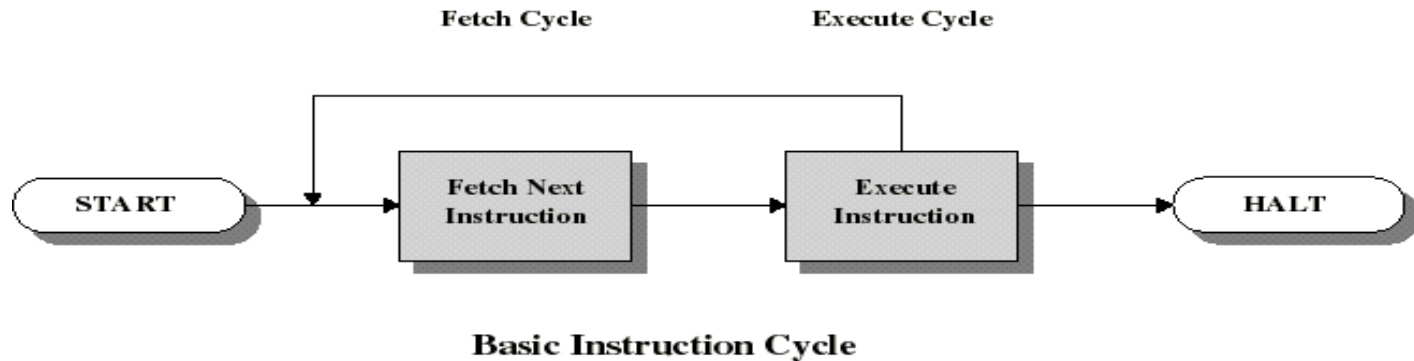 Fetch Cycle
Execute Cycle
START
Fetch Next
Instruction
Execute
Instruction
HALT
Basic Instruction Cycle